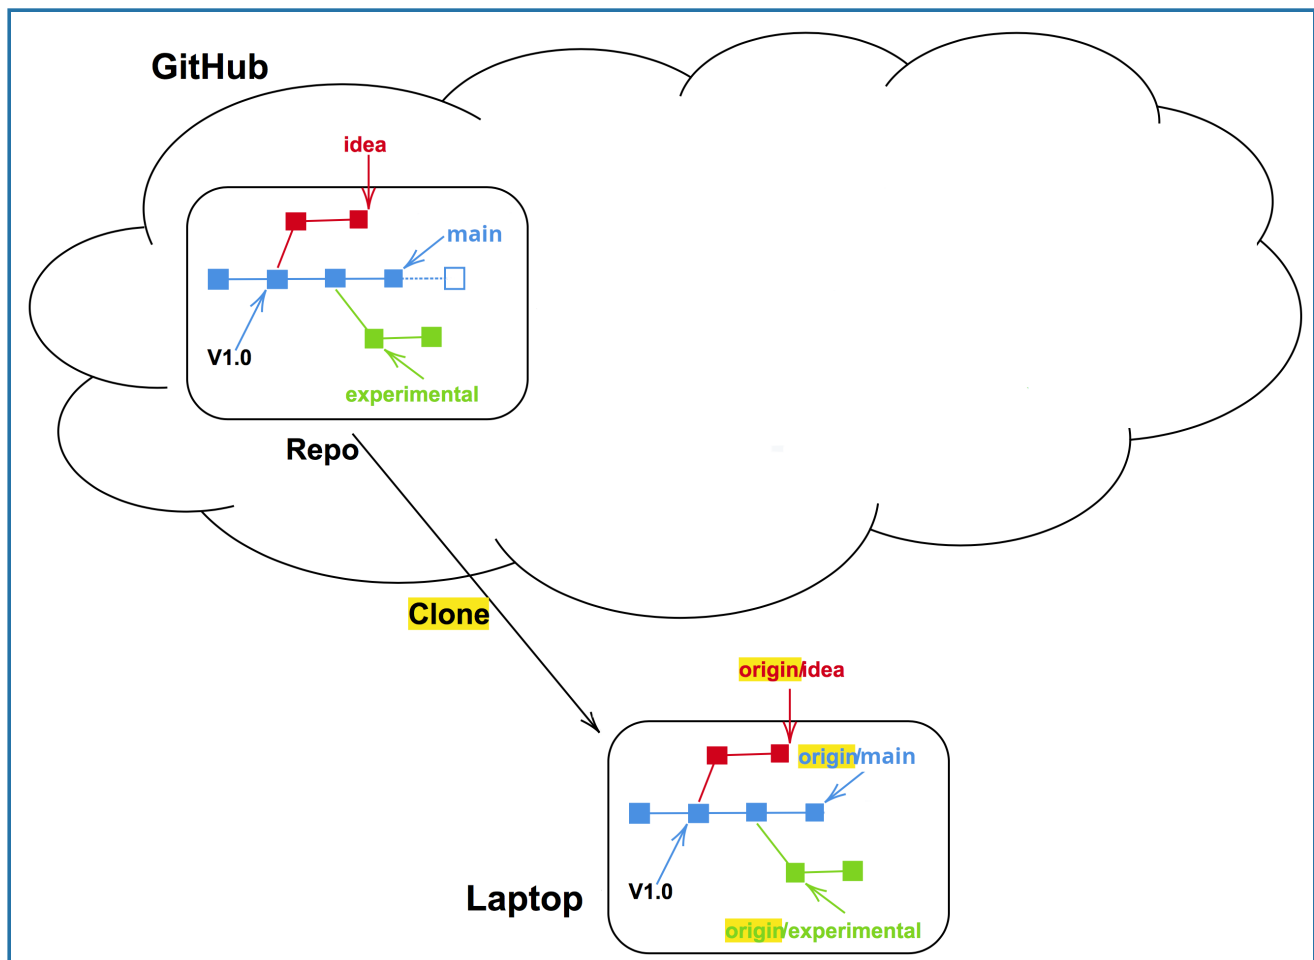 GitHub
idea
main
V1.0
experimental
Repo
Clone
origin/idea
origin/main
V1.0
Laptop
origin/experimental